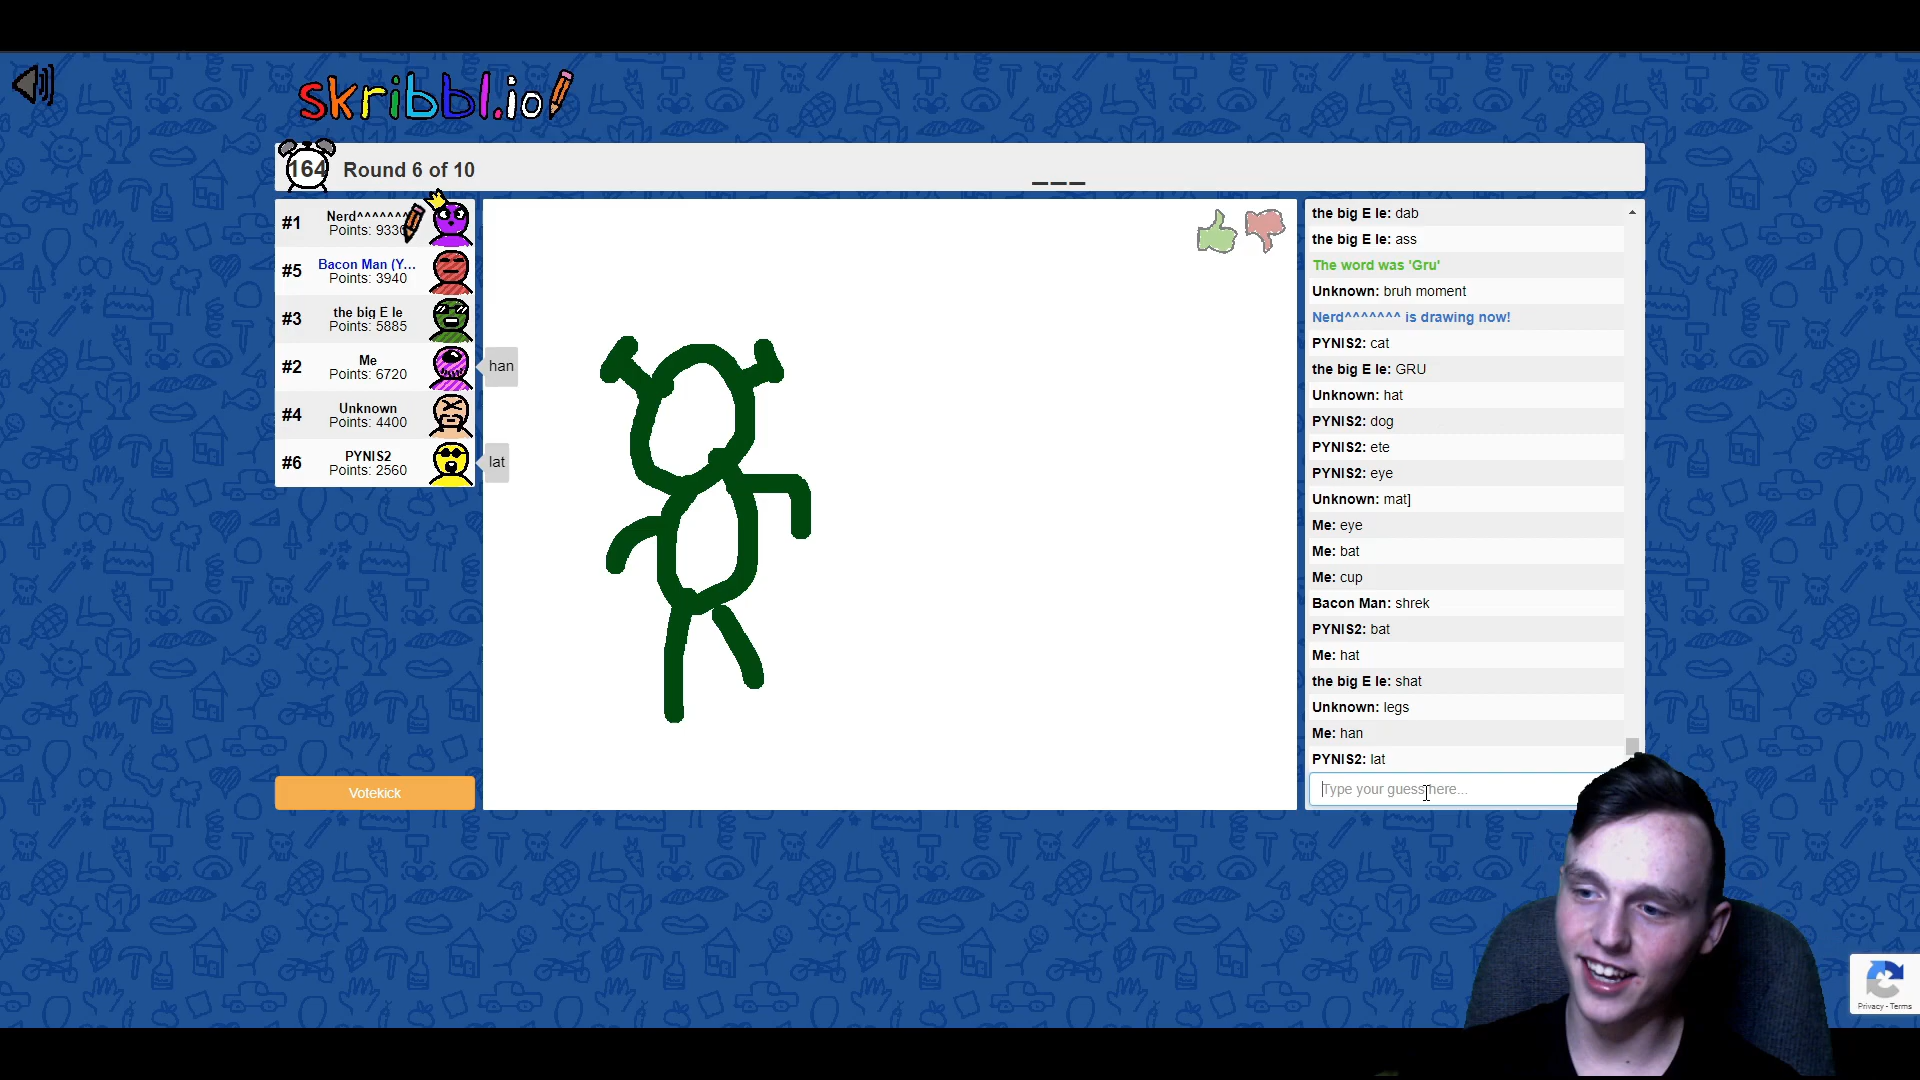 skribbl.io
164 Round 6 of 10
___
#1 Nerd^^^^^^^
Points: 9330
#5 Bacon Man (Y...
Points: 3940
#3 the big E le
Points: 5885
#2 Me
Points: 6720
han
#4 Unknown
Points: 4400
#6 PYNIS2
Points: 2560
lat
Votekick
the big E le: dab
the big E le: ass
The word was 'Gru'
Unknown: bruh moment
Nerd^^^^^^^ is drawing now!
PYNIS2: cat
the big E le: GRU
Unknown: hat
PYNIS2: dog
PYNIS2: ete
PYNIS2: eye
Unknown: mat]
Me: eye
Me: bat
Me: cup
Bacon Man: shrek
PYNIS2: bat
Me: hat
the big E le: shat
Unknown: legs
Me: han
PYNIS2: lat
Type your guess here...
Privacy - Terms